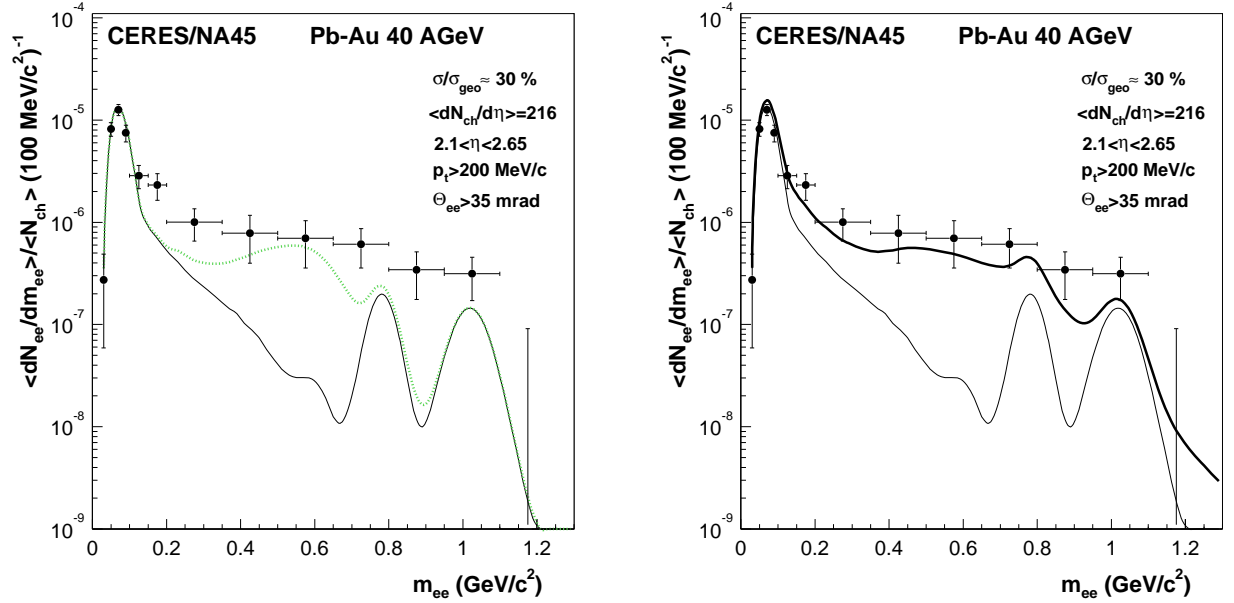 CERES/NA45 Pb-Au 40 AGeV
σ/σgeo ≈ 30 %
<dNch/dη>=216
2.1<η<2.65
pt>200 MeV/c
Θee>35 mrad
<dNee/dmee>/<Nch> (100 MeV/c²)⁻¹
10⁻⁴
10⁻⁵
10⁻⁶
10⁻⁷
10⁻⁸
10⁻⁹
0 0.2 0.4 0.6 0.8 1 1.2
mee (GeV/c²)
CERES/NA45 Pb-Au 40 AGeV
σ/σgeo ≈ 30 %
<dNch/dη>=216
2.1<η<2.65
pt>200 MeV/c
Θee>35 mrad
<dNee/dmee>/<Nch> (100 MeV/c²)⁻¹
10⁻⁴
10⁻⁵
10⁻⁶
10⁻⁷
10⁻⁸
10⁻⁹
0 0.2 0.4 0.6 0.8 1 1.2
mee (GeV/c²)